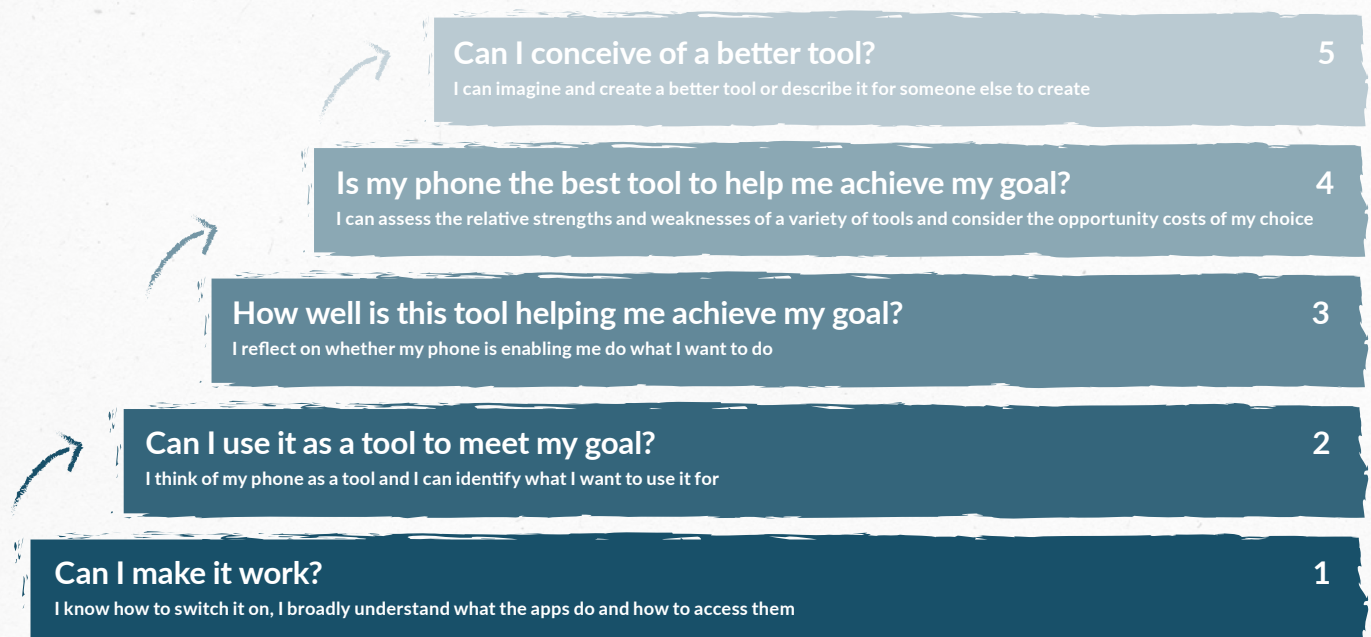 Can I conceive of a better tool? 5
I can imagine and create a better tool or describe it for someone else to create
Is my phone the best tool to help me achieve my goal? 4
I can assess the relative strengths and weaknesses of a variety of tools and consider the opportunity costs of my choice
How well is this tool helping me achieve my goal? 3
I reflect on whether my phone is enabling me do what I want to do
Can I use it as a tool to meet my goal? 2
I think of my phone as a tool and I can identify what I want to use it for
Can I make it work? 1
I know how to switch it on, I broadly understand what the apps do and how to access them